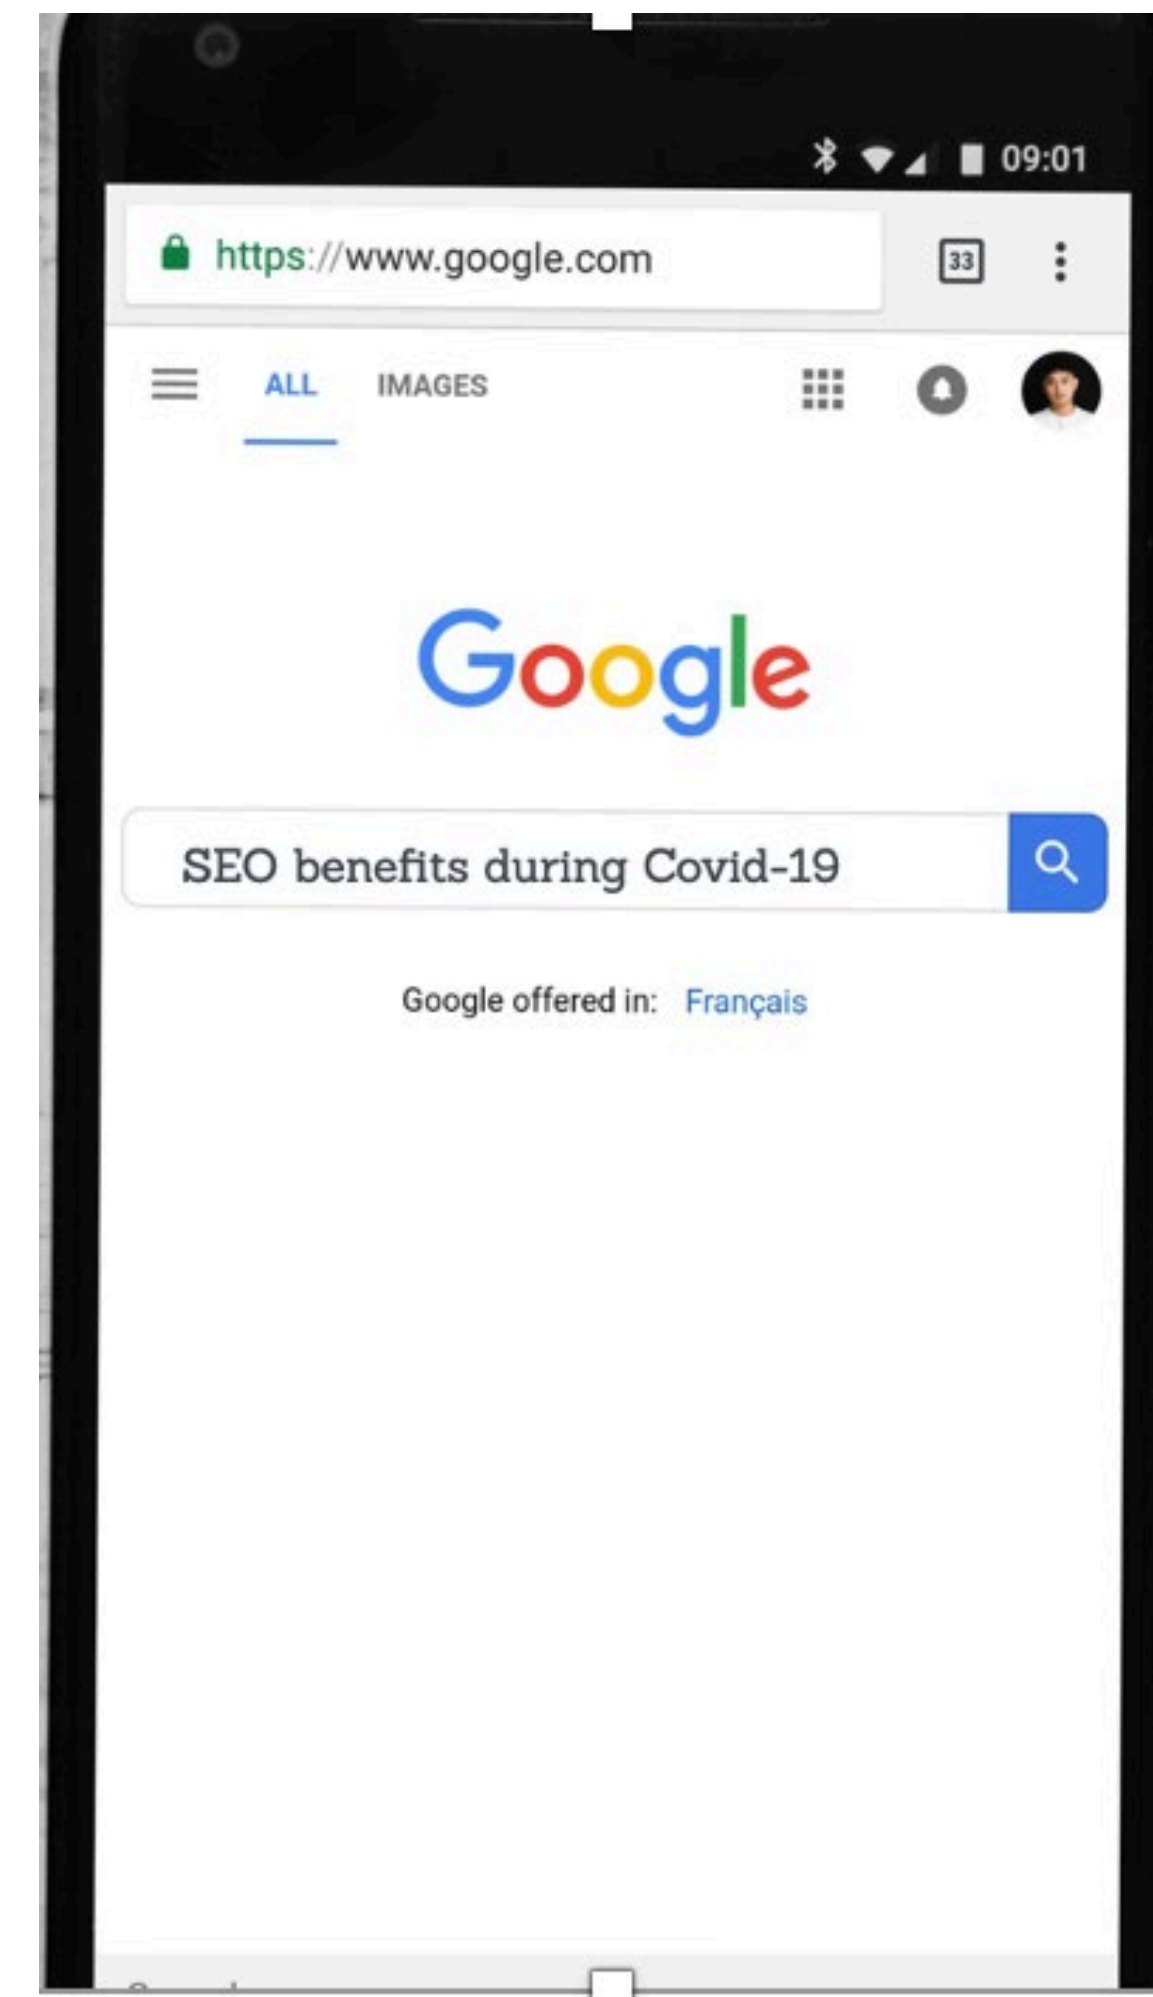 09:01
https://www.google.com
33
ALL IMAGES
Google
SEO benefits during Covid-19
Google offered in: Français